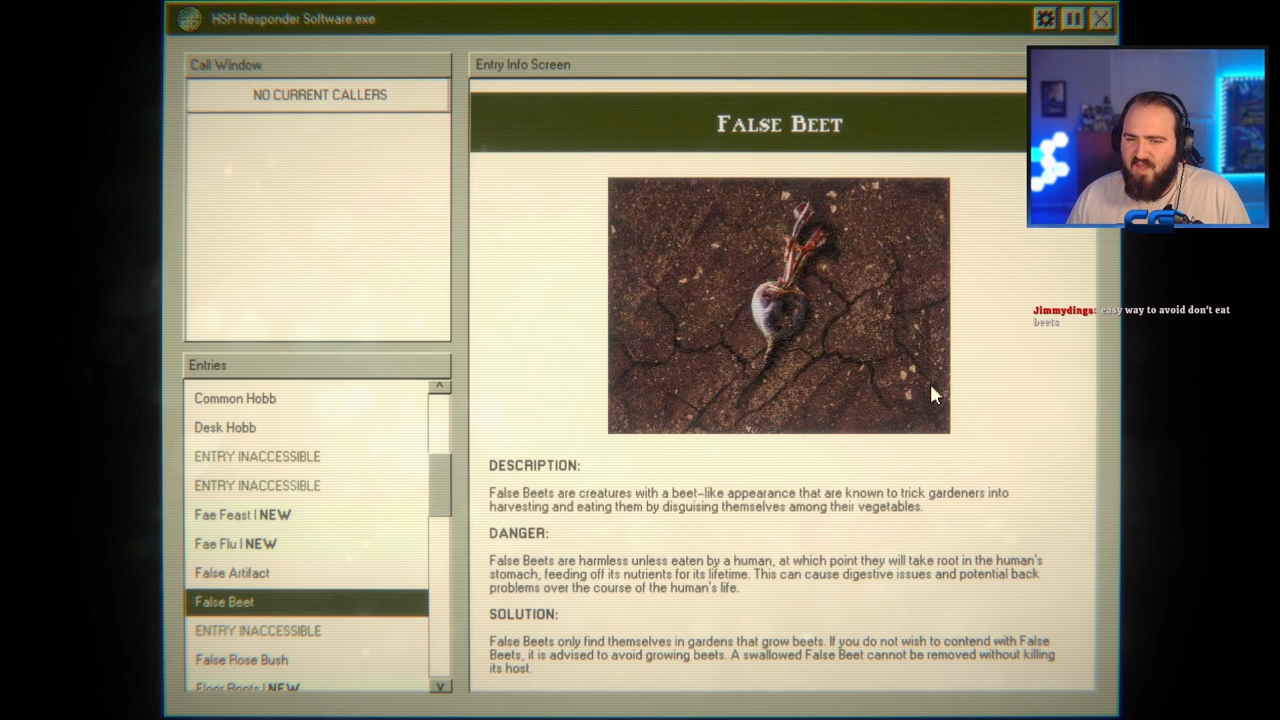 HSH Responder Software.exe
Call Window
NO CURRENT CALLERS
Entries
Common Hobb
Desk Hobb
ENTRY INACCESSIBLE
ENTRY INACCESSIBLE
Fae Feast | NEW
Fae Flu | NEW
False Artifact
False Beet
ENTRY INACCESSIBLE
False Rose Bush
Floor Roots | NEW
Entry Info Screen
FALSE BEET
DESCRIPTION:
False Beets are creatures with a beet-like appearance that are known to trick gardeners into
harvesting and eating them by disguising themselves among their vegetables.
DANGER:
False Beets are harmless unless eaten by a human, at which point they will take root in the human's
stomach, feeding off its nutrients for its lifetime. This can cause digestive issues and potential back
problems over the course of the human's life.
SOLUTION:
False Beets only find themselves in gardens that grow beets. If you do not wish to contend with False
Beets, it is advised to avoid growing beets. A swallowed False Beet cannot be removed without killing
its host.
CG
Jimmydings: easy way to avoid don't eat
beets